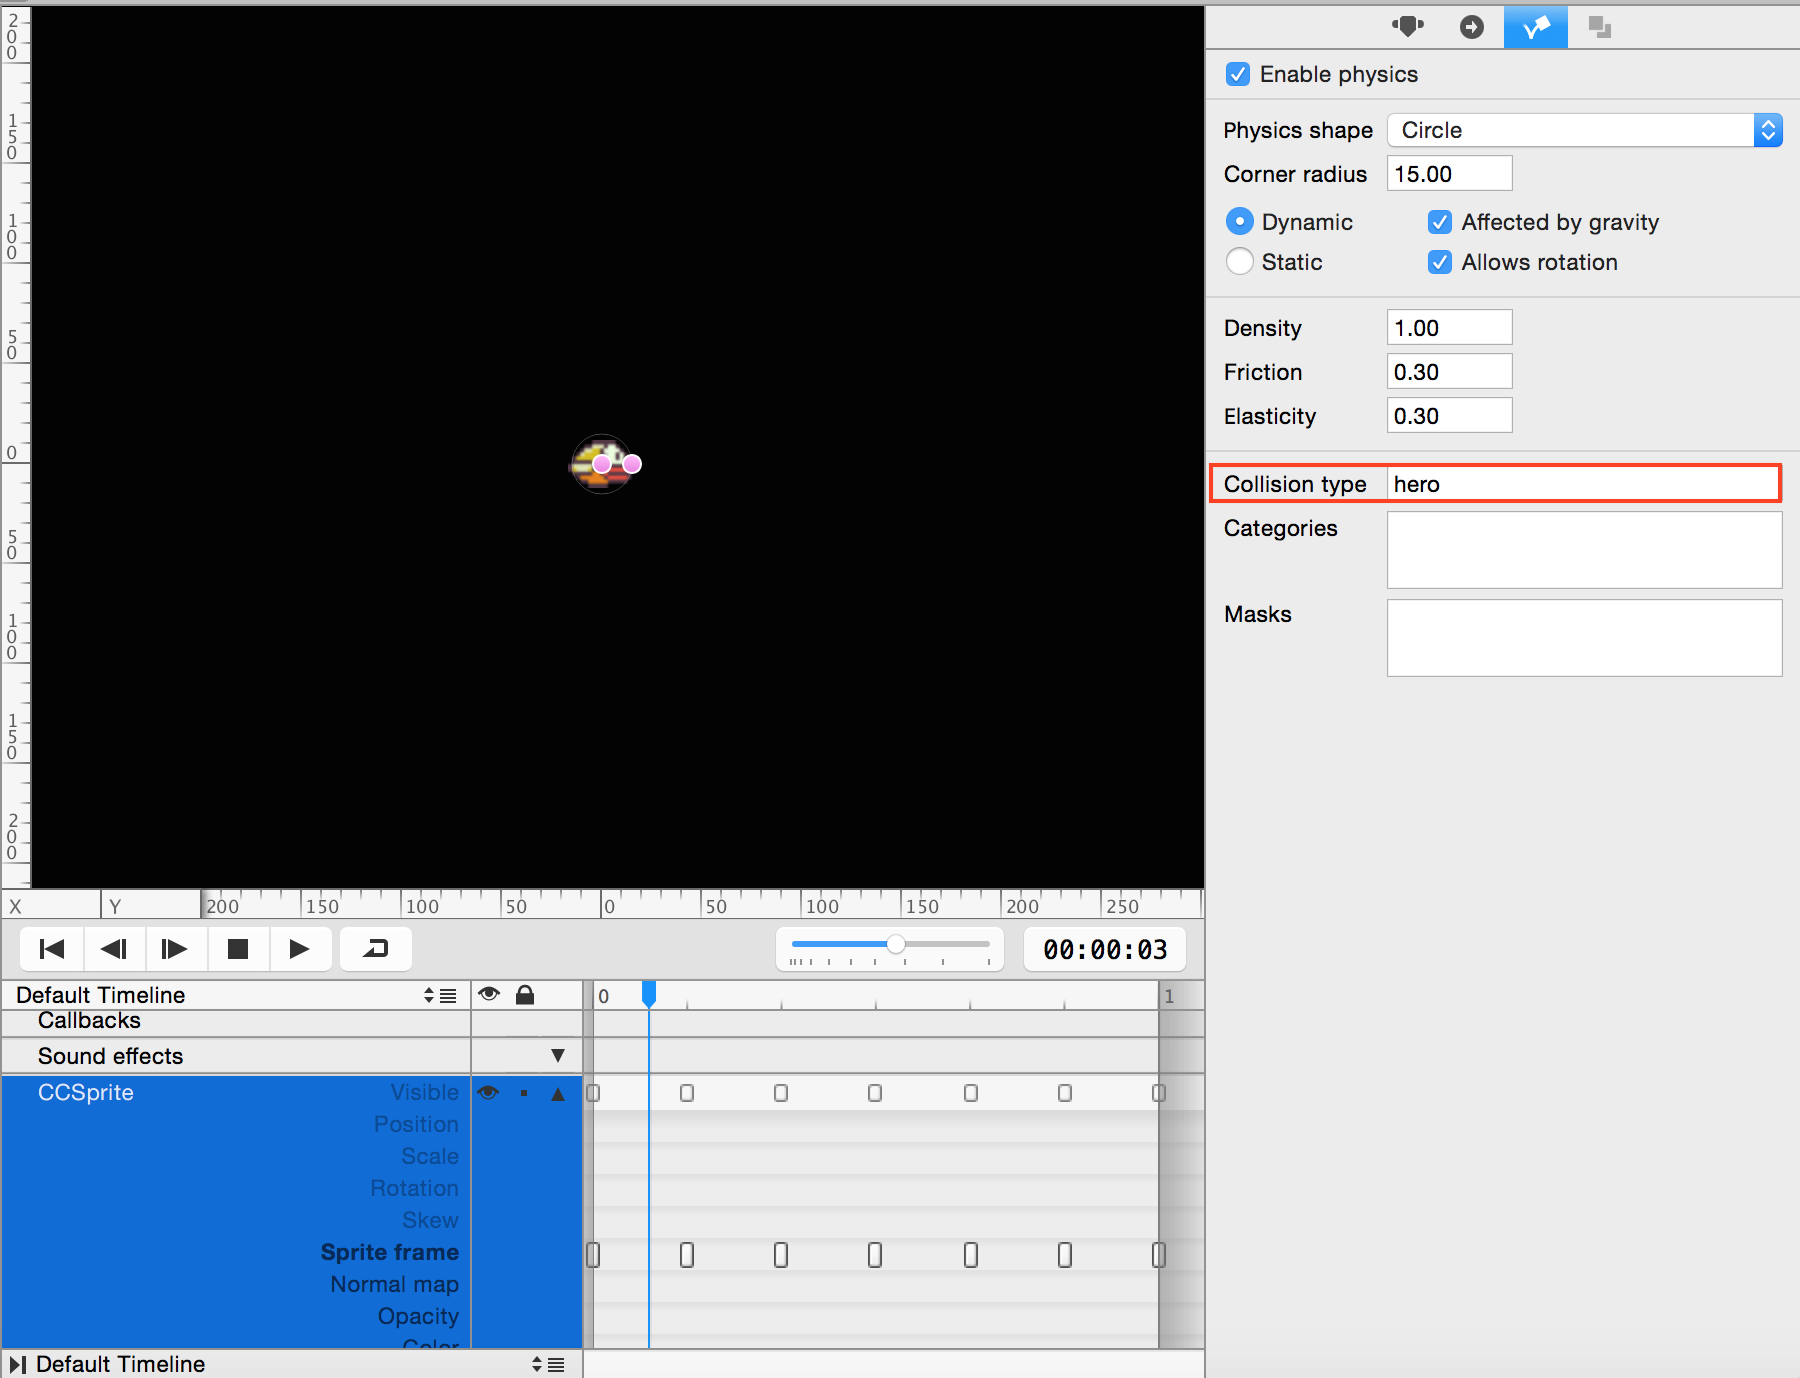 Enable physics
Physics shape Circle
Corner radius 15.00
Dynamic Affected by gravity
Static Allows rotation
Density 1.00
Friction 0.30
Elasticity 0.30
Collision type hero
Categories
Masks
200
150
100
50
0
50
100
150
200
X Y 200 150 100 50 0 50 100 150 200 250
00:00:03
Default Timeline 0 1
Callbacks
Sound effects
CCSprite Visible
Position
Scale
Rotation
Skew
Sprite frame
Normal map
Opacity
Color
Default Timeline